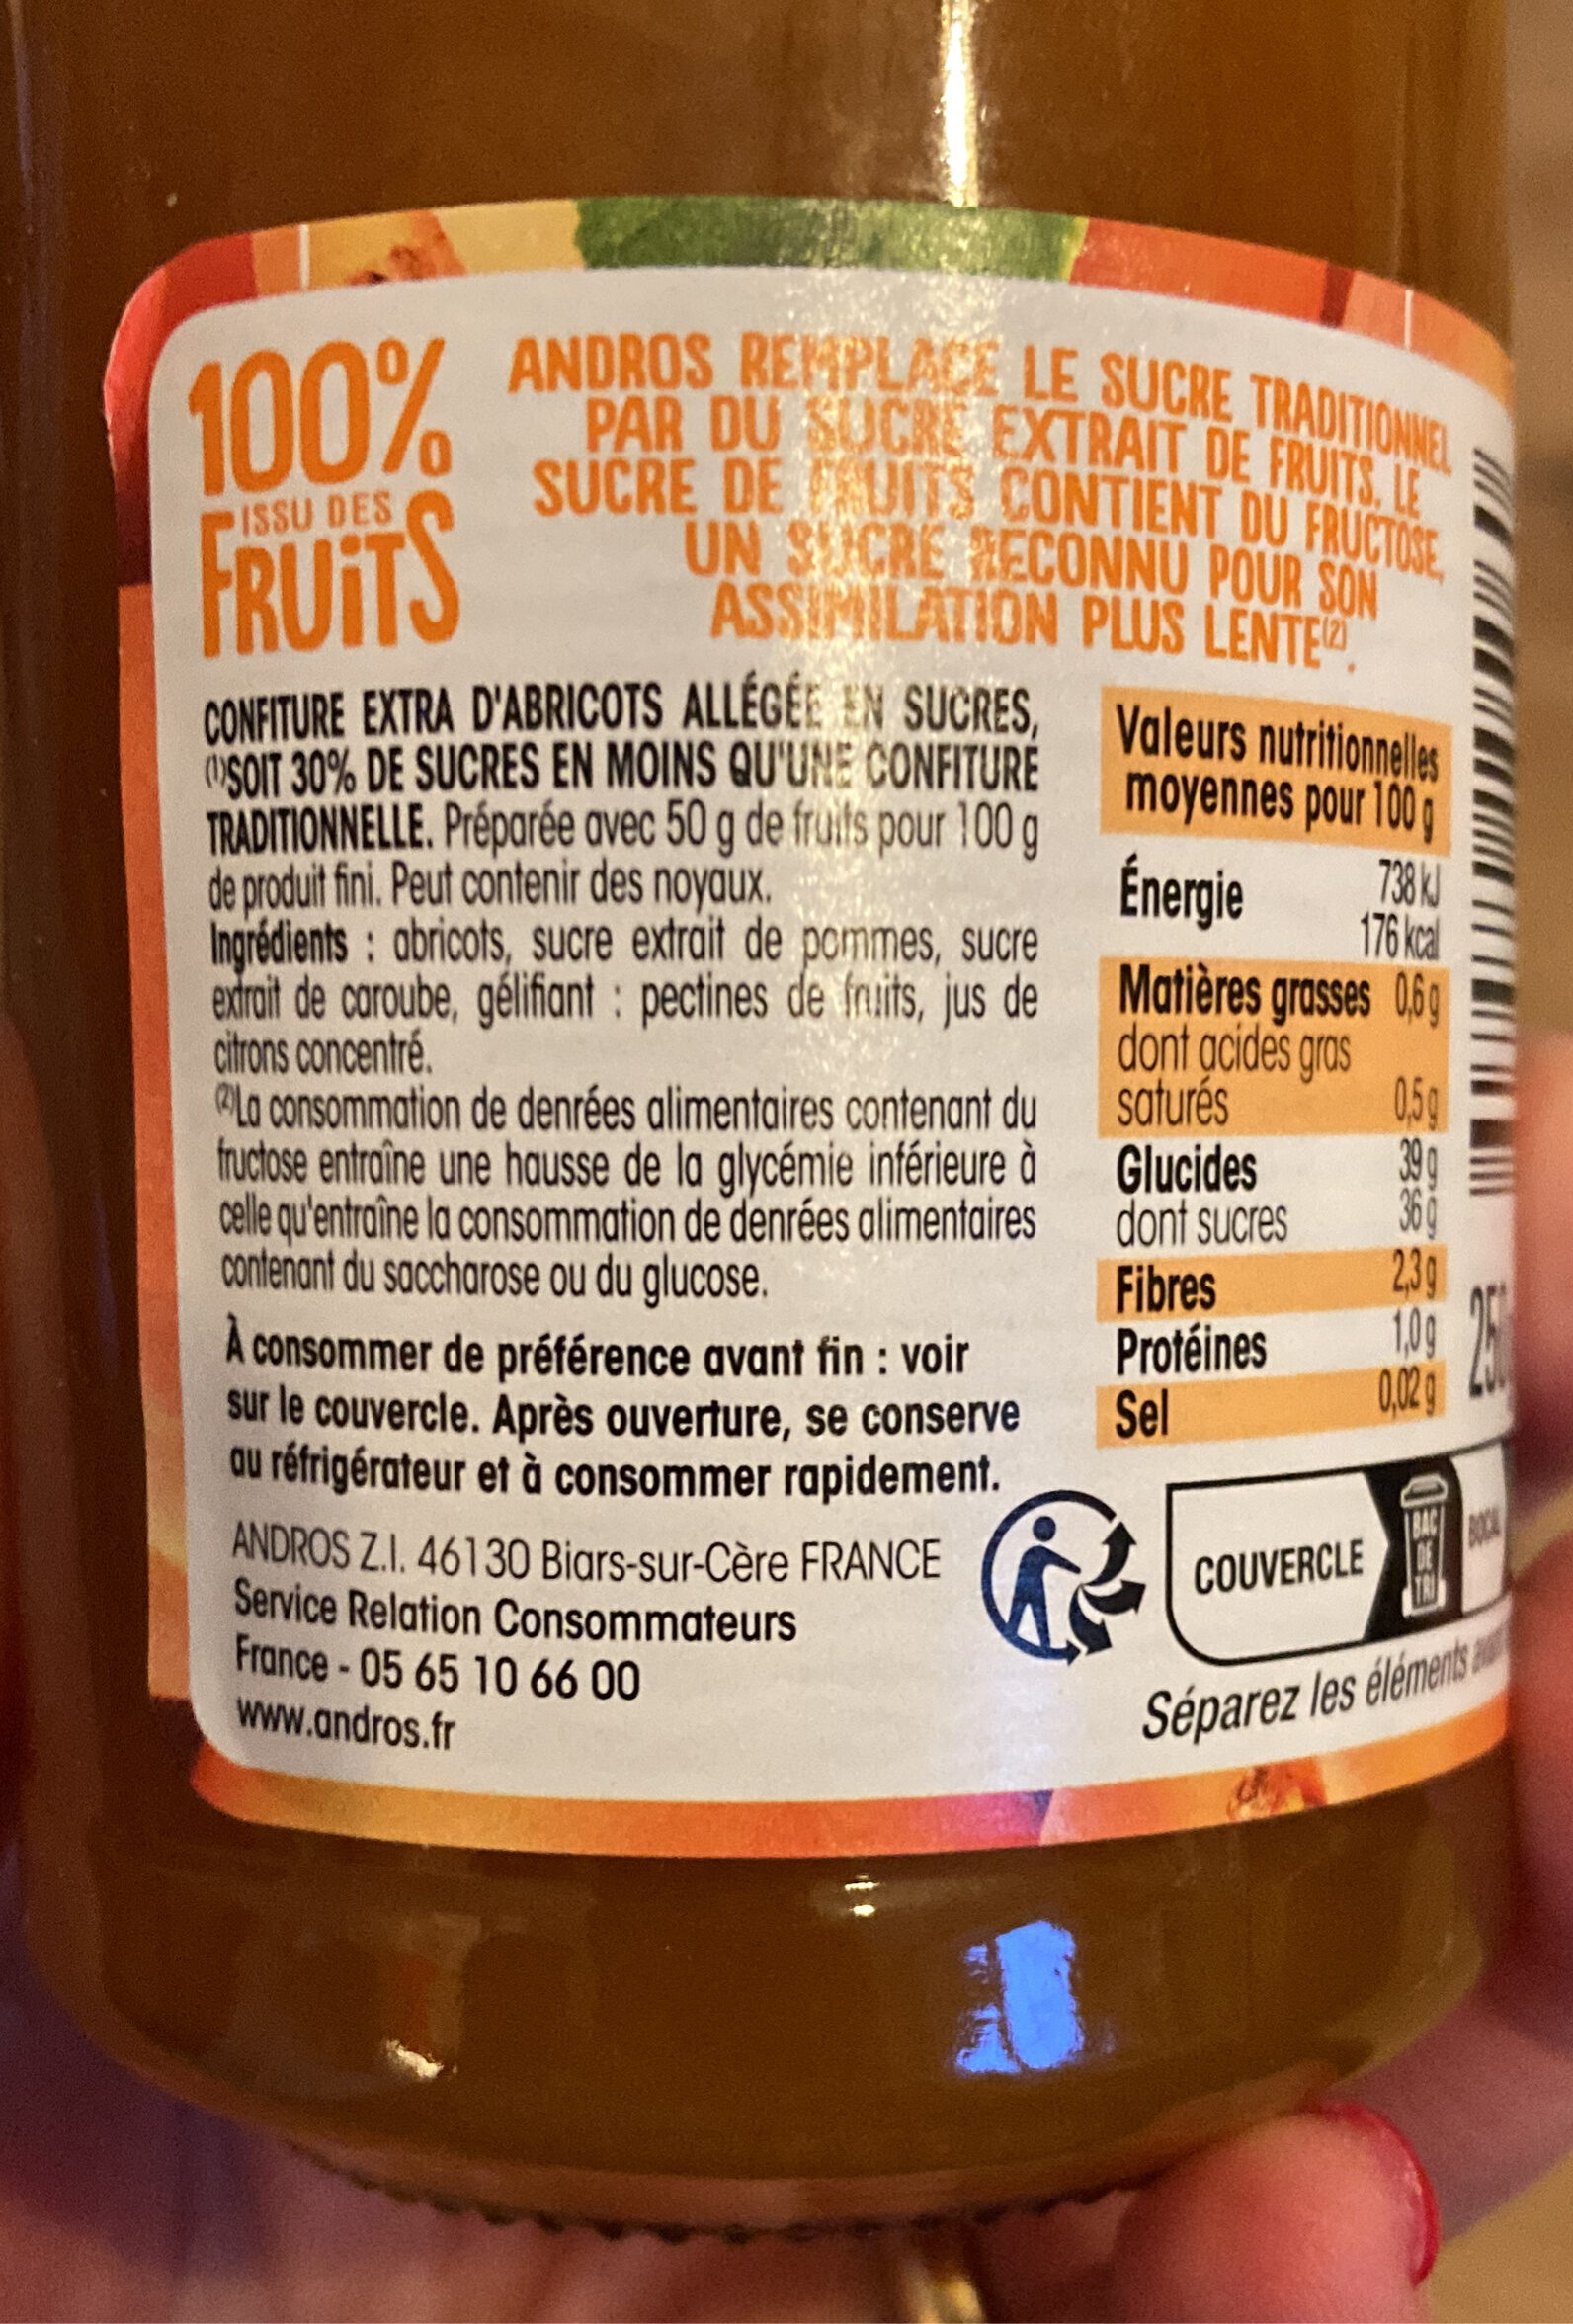 100%
ISSU DES
FRUiTS
ANDROS REMPLACE LE SUCRE TRADITIONNEL
PAR DU SUCRE EXTRAIT DE FRUITS. LE
SUCRE DE FRUITS CONTIENT DU FRUCTOSE,
UN SUCRE RECONNU POUR SON
ASSIMILATION PLUS LENTE(2).
CONFITURE EXTRA D'ABRICOTS ALLÉGÉE EN SUCRES,
(1)SOIT 30% DE SUCRES EN MOINS QU'UNE CONFITURE
TRADITIONNELLE. Préparée avec 50 g de fruits pour 100 g
de produit fini. Peut contenir des noyaux.
Ingrédients : abricots, sucre extrait de pommes, sucre
extrait de caroube, gélifiant : pectines de fruits, jus de
citrons concentré.
(2)La consommation de denrées alimentaires contenant du
fructose entraîne une hausse de la glycémie inférieure à
celle qu'entraîne la consommation de denrées alimentaires
contenant du saccharose ou du glucose.
À consommer de préférence avant fin : voir
sur le couvercle. Après ouverture, se conserve
au réfrigérateur et à consommer rapidement.
ANDROS Z.I. 46130 Biars-sur-Cère FRANCE
Service Relation Consommateurs
France - 05 65 10 66 00
www.andros.fr
Valeurs nutritionnelles
moyennes pour 100 g
Énergie 738 kJ
176 kcal
Matières grasses 0,6 g
dont acides gras
saturés 0,5 g
Glucides 39 g
dont sucres 36 g
Fibres 2,3 g
Protéines 1,0 g
Sel 0,02 g
COUVERCLE
BAC
DE
TRI
BOCAL
Séparez les éléments